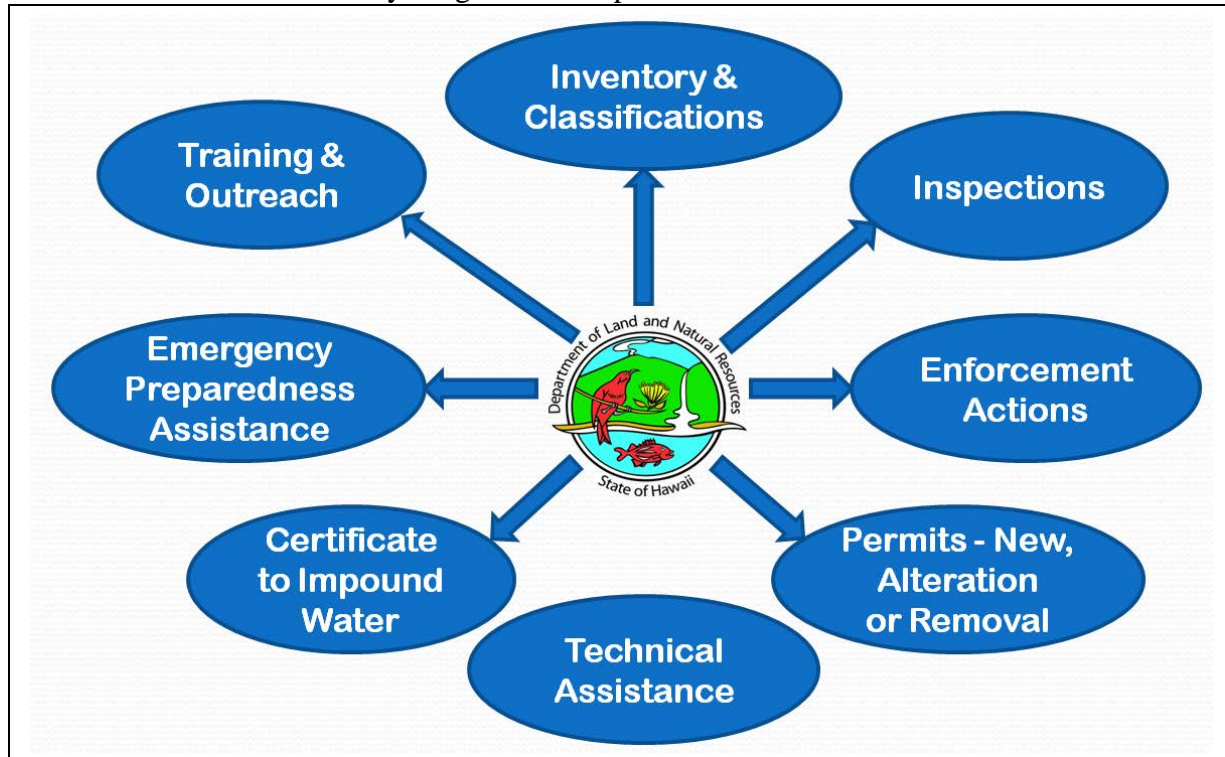 Inventory &
Classifications
Training &
Outreach
Inspections
Department of Land and Natural Resources
State of Hawaii
Emergency
Preparedness
Assistance
Enforcement
Actions
Certificate
to Impound
Water
Permits - New,
Alteration
or Removal
Technical
Assistance